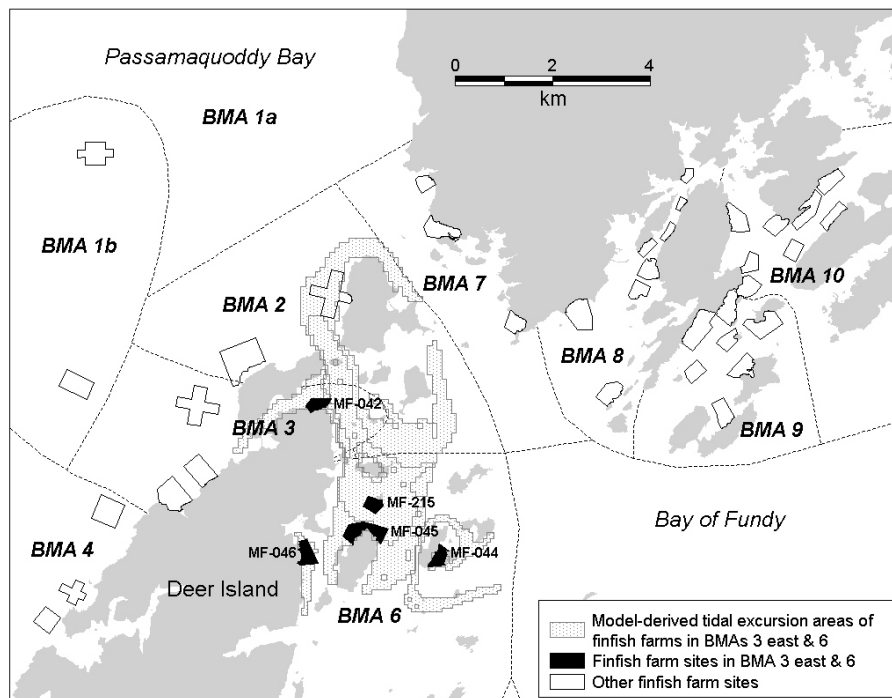 Passamaquoddy Bay
0 2 4
km
BMA 1a
BMA 1b
BMA 2
BMA 7
BMA 10
BMA 8
BMA 3
MF-042
BMA 9
MF-215
Bay of Fundy
MF-045
BMA 4
MF-046
MF-044
Deer Island
BMA 6
Model-derived tidal excursion areas of
finfish farms in BMAs 3 east & 6
Finfish farm sites in BMA 3 east & 6
Other finfish farm sites